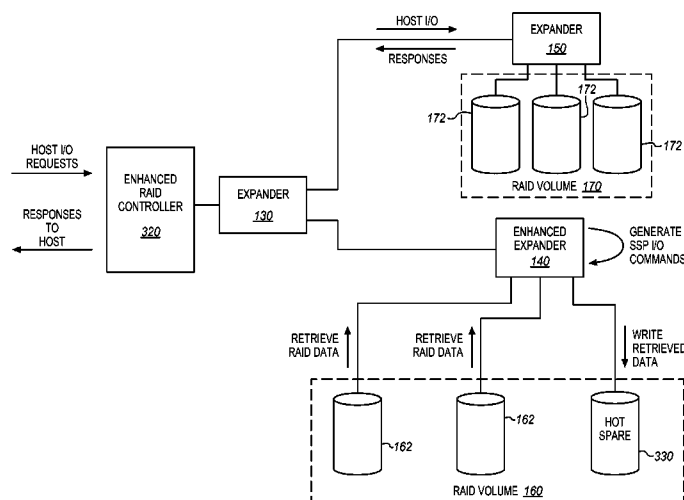 HOST I/O
RESPONSES
EXPANDER
150
172
172
172
RAID VOLUME 170
HOST I/O
REQUESTS
RESPONSES
TO
HOST
ENHANCED
RAID
CONTROLLER
320
EXPANDER
130
ENHANCED
EXPANDER
140
GENERATE
SSP I/O
COMMANDS
RETRIEVE
RAID DATA
RETRIEVE
RAID DATA
WRITE
RETRIEVED
DATA
162
162
HOT
SPARE
330
RAID VOLUME 160